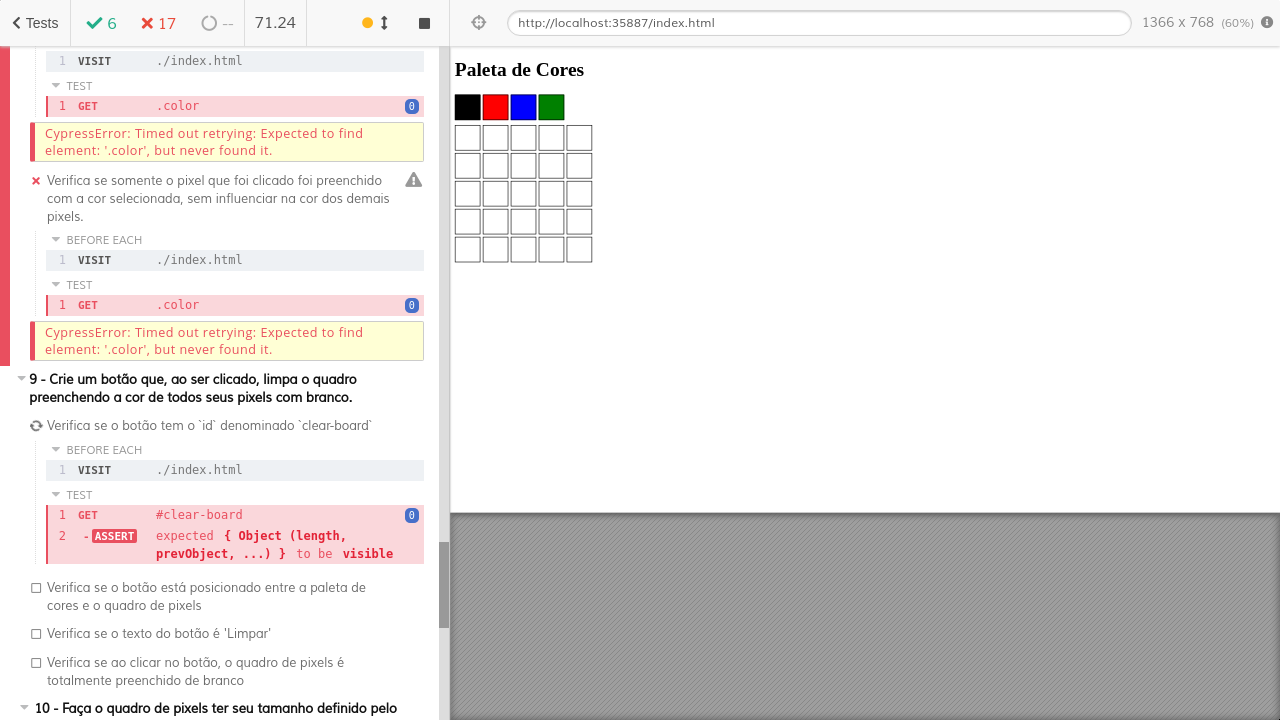 Tests
6
17
--
71.24
http://localhost:35887/index.html
1366 x 768 (60%)
1 VISIT ./index.html
TEST
1 GET .color 0
CypressError: Timed out retrying: Expected to find
element: '.color', but never found it.
Verifica se somente o pixel que foi clicado foi preenchido
com a cor selecionada, sem influenciar na cor dos demais
pixels.
BEFORE EACH
1 VISIT ./index.html
TEST
1 GET .color 0
CypressError: Timed out retrying: Expected to find
element: '.color', but never found it.
9 - Crie um botão que, ao ser clicado, limpa o quadro
preenchendo a cor de todos seus pixels com branco.
Verifica se o botão tem o `id` denominado `clear-board`
BEFORE EACH
1 VISIT ./index.html
TEST
1 GET #clear-board 0
2 -ASSERT expected { Object (length,
prevObject, ...) } to be visible
Verifica se o botão está posicionado entre a paleta de
cores e o quadro de pixels
Verifica se o texto do botão é 'Limpar'
Verifica se ao clicar no botão, o quadro de pixels é
totalmente preenchido de branco
10 - Faça o quadro de pixels ter seu tamanho definido pelo
Paleta de Cores